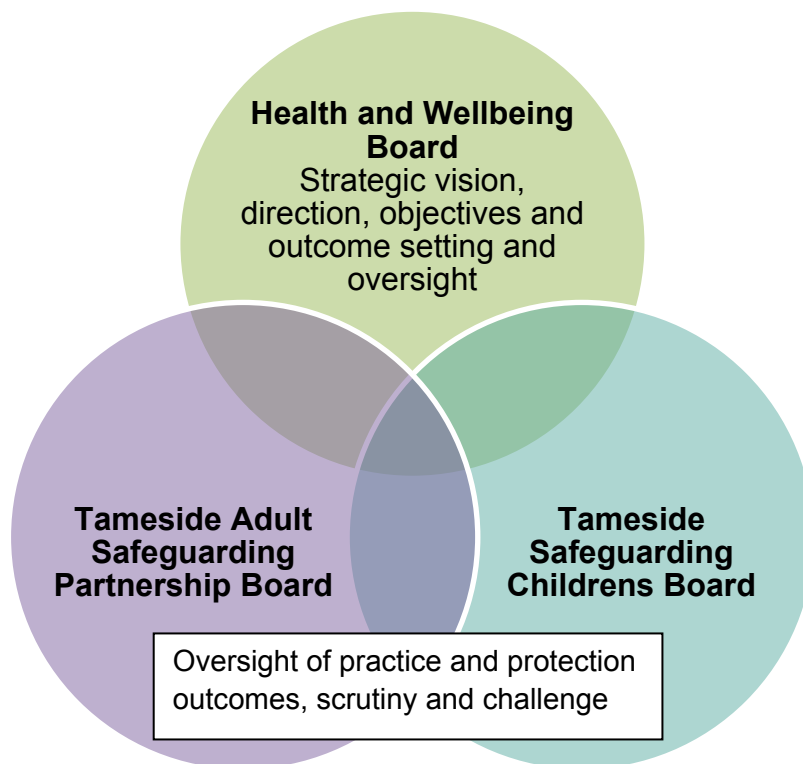 Health and Wellbeing
Board
Strategic vision,
direction, objectives and
outcome setting and
oversight
Tameside Adult
Safeguarding
Partnership Board
Tameside
Safeguarding
Childrens Board
Oversight of practice and protection
outcomes, scrutiny and challenge